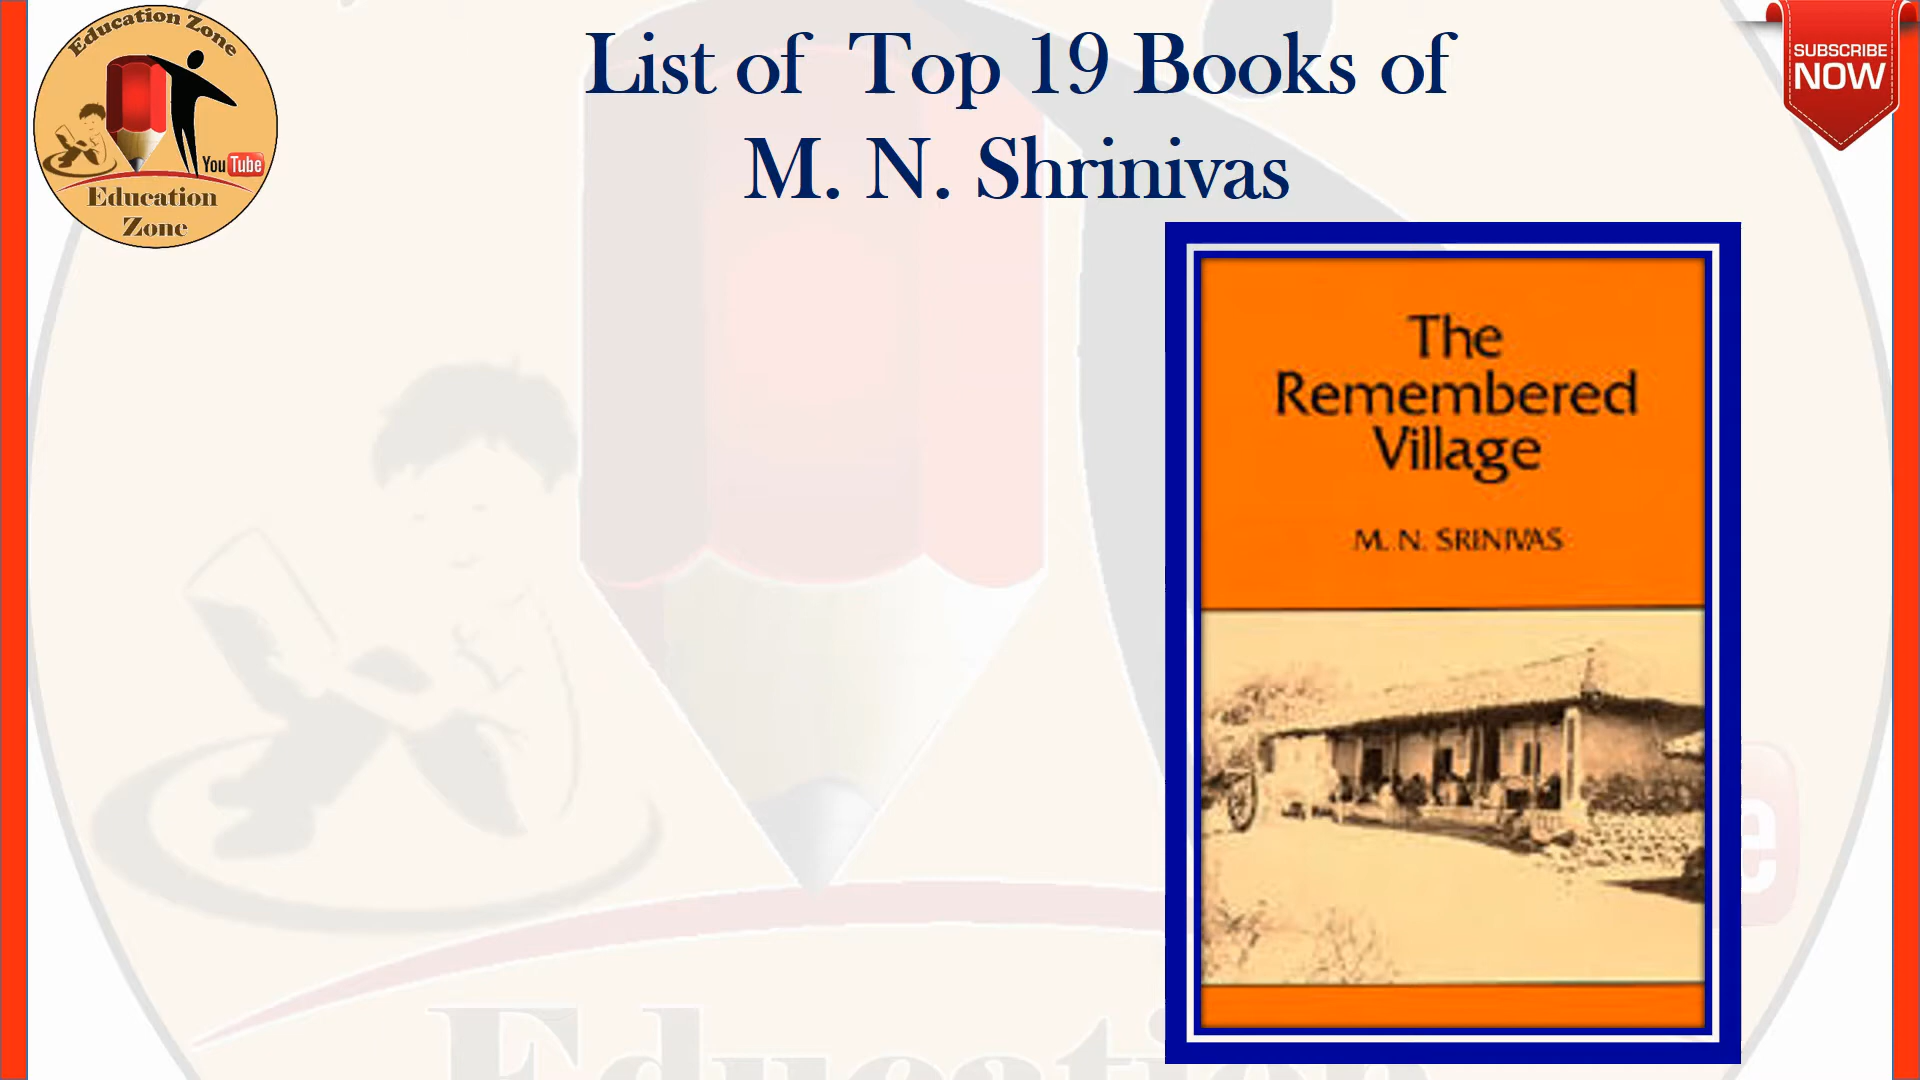 Education Zone
You Tube
Education
Zone
List of Top 19 Books of
M. N. Shrinivas
SUBSCRIBE
NOW
The
Remembered
Village
M. N. SRINIVAS
e
Educati